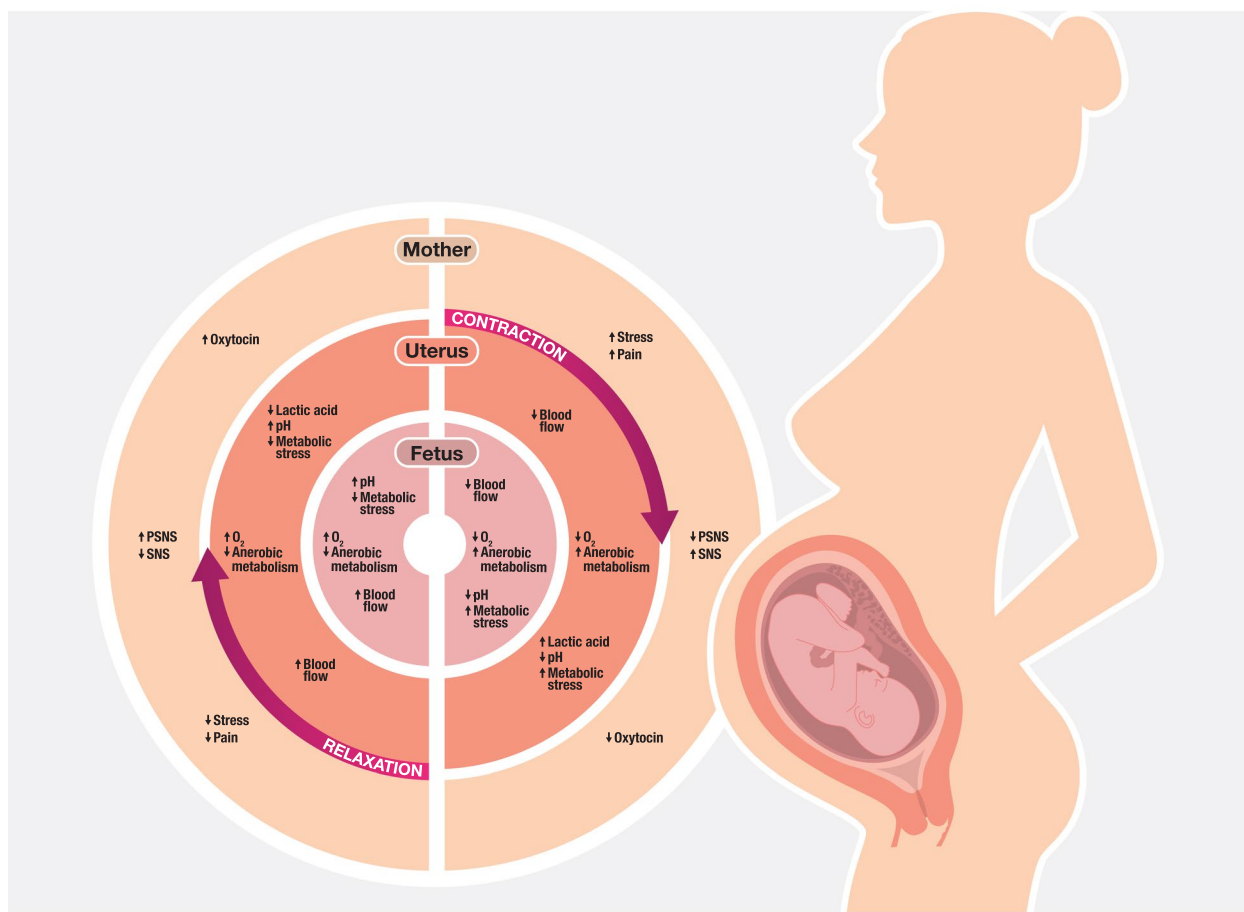 Mother
CONTRACTION
↑ Stress
↑ Pain
↑ Oxytocin
Uterus
↓ Lactic acid
↑ pH
↓ Metabolic
stress
↓ Blood
flow
Fetus
↑ pH
↓ Metabolic
stress
↓ Blood
flow
↑ PSNS
↓ SNS
↑ O₂
↓ Anerobic
metabolism
↑ O₂
↓ Anerobic
metabolism
↓ O₂
↑ Anerobic
metabolism
↓ O₂
↑ Anerobic
metabolism
↓ PSNS
↑ SNS
↑ Blood
flow
↓ pH
↑ Metabolic
stress
↑ Blood
flow
↑ Lactic acid
↓ pH
↑ Metabolic
stress
↓ Stress
↓ Pain
RELAXATION
↓ Oxytocin